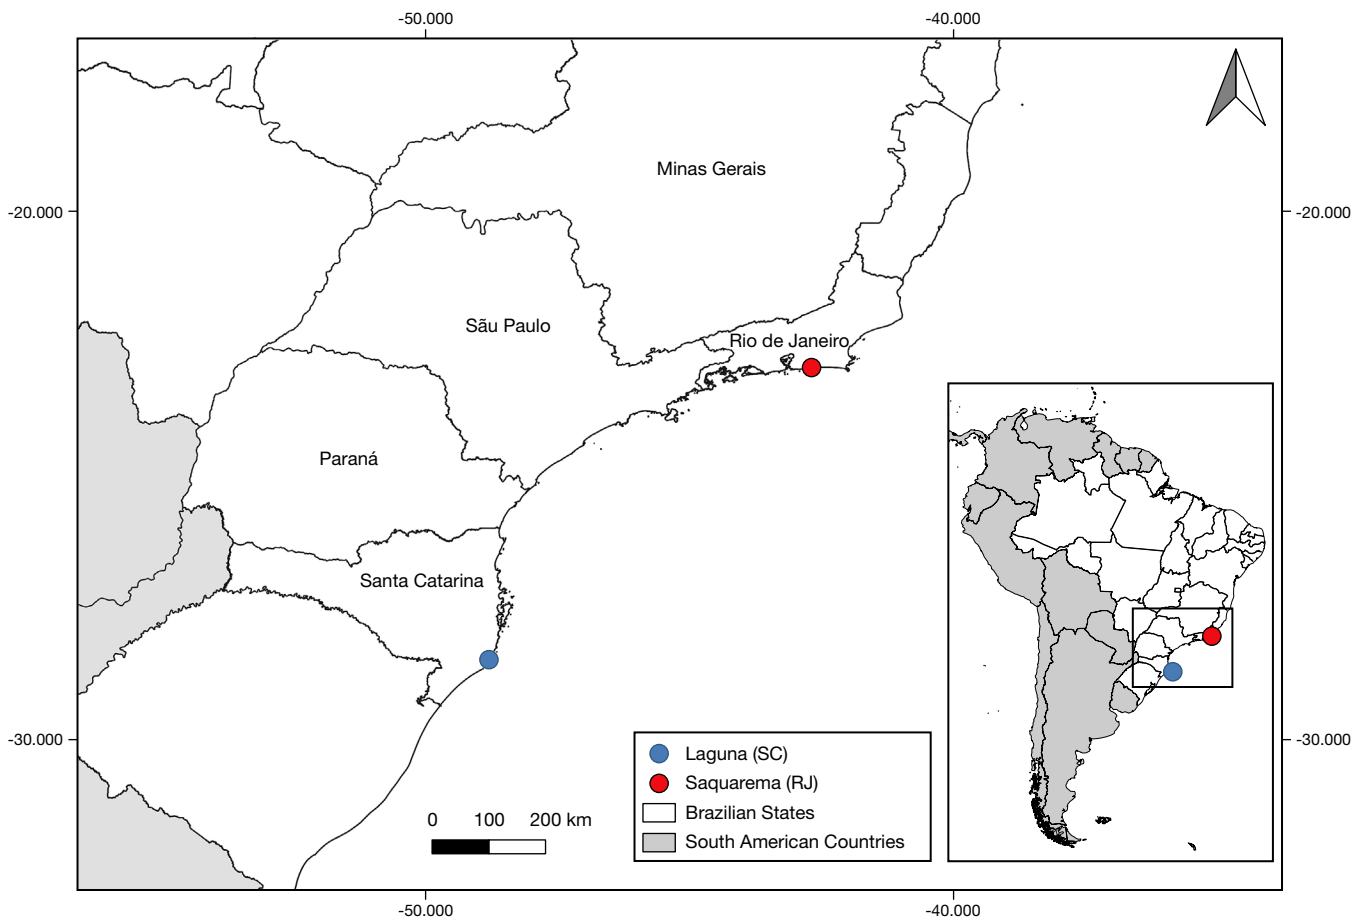 -50.000 -40.000
Minas Gerais
-20.000 -20.000
Sãu Paulo
Rio de Janeiro
Paraná
Santa Catarina
-30.000 -30.000
Laguna (SC)
Saquarema (RJ)
Brazilian States
South American Countries
0 100 200 km
-50.000 -40.000